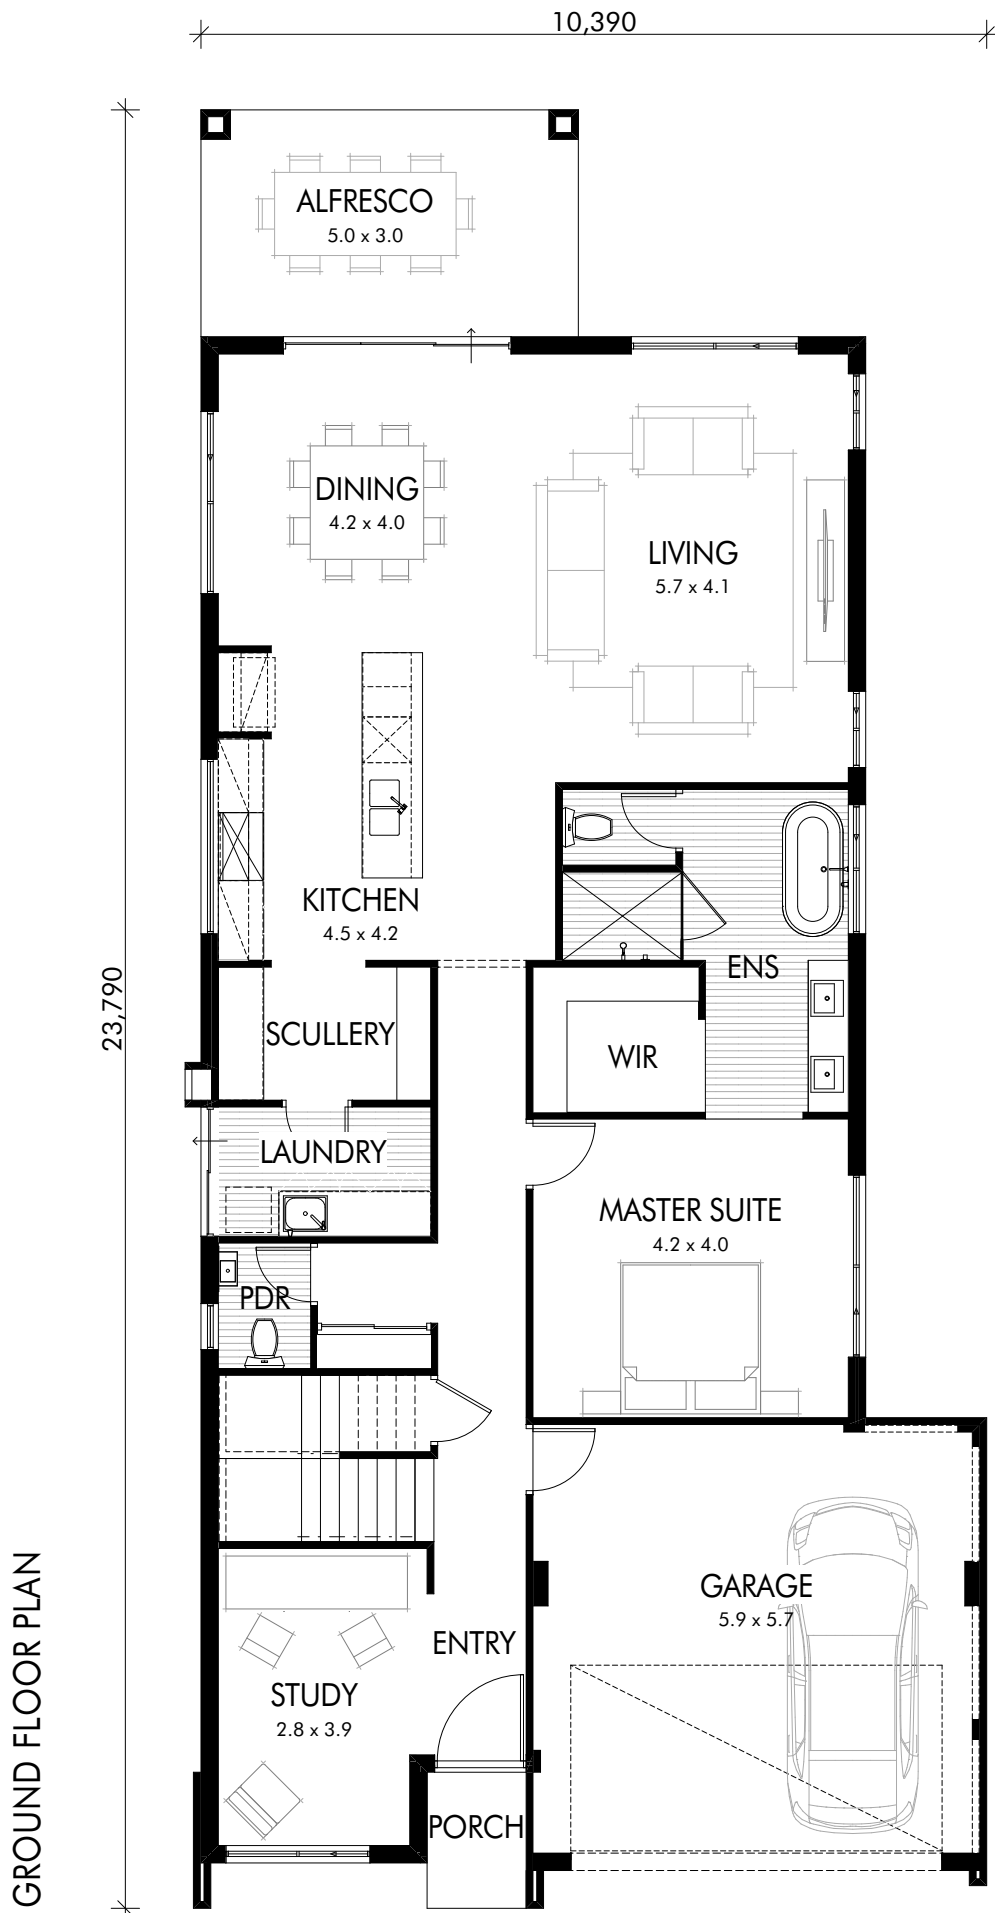 10,390
ALFRESCO
5.0 x 3.0
DINING
4.2 x 4.0
LIVING
5.7 x 4.1
KITCHEN
4.5 x 4.2
ENS
23,790
SCULLERY
WIR
LAUNDRY
MASTER SUITE
4.2 x 4.0
PDR
GARAGE
5.9 x 5.7
ENTRY
STUDY
2.8 x 3.9
PORCH
GROUND FLOOR PLAN